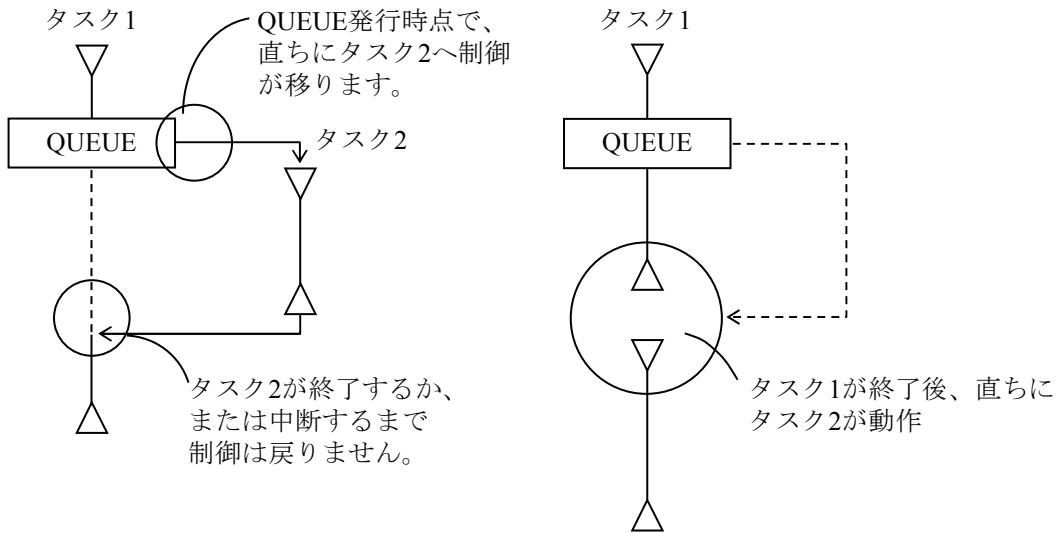 タスク1
QUEUE発行時点で、
直ちにタスク2へ制御
が移ります。
QUEUE
タスク2
タスク2が終了するか、
または中断するまで
制御は戻りません。
タスク1
QUEUE
タスク1が終了後、直ちに
タスク2が動作